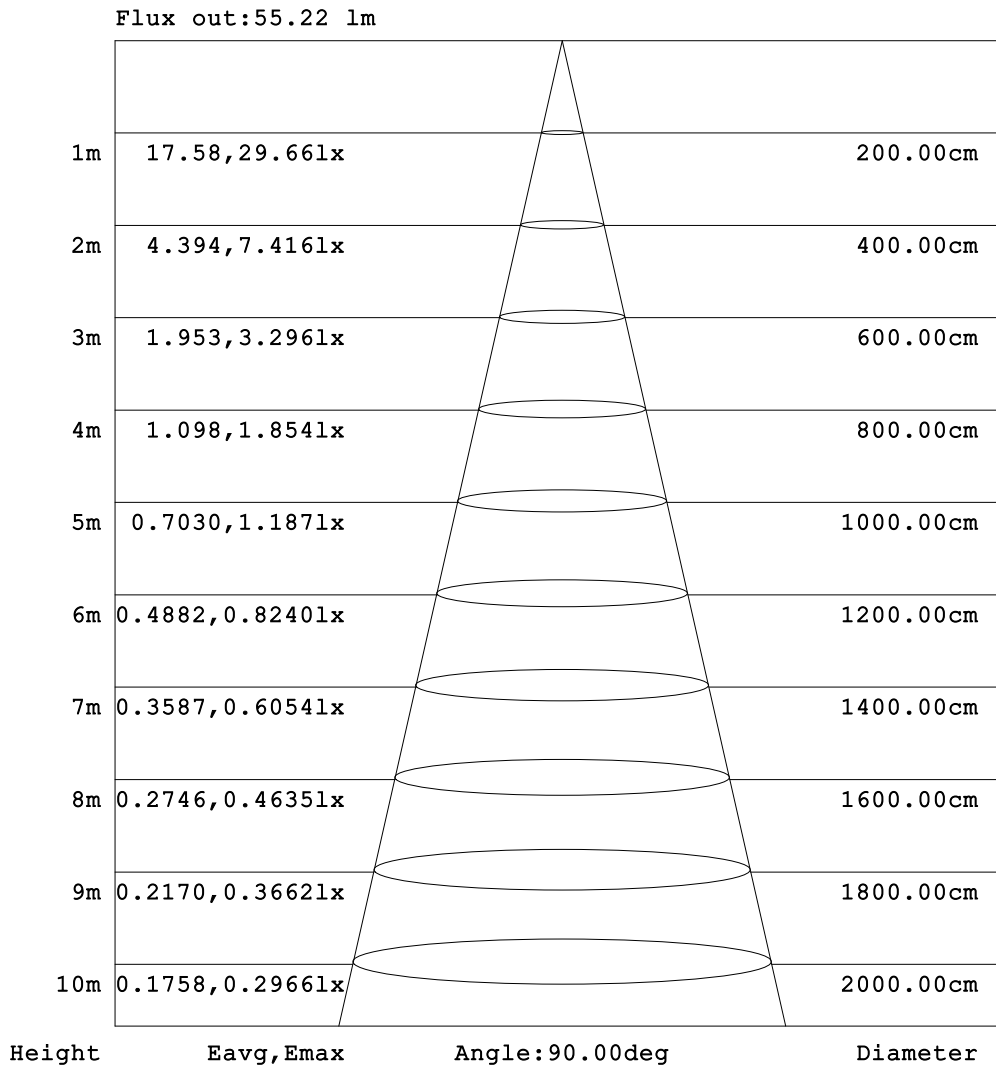 Flux out:55.22 lm
1m 17.58,29.66lx 200.00cm
2m 4.394,7.416lx 400.00cm
3m 1.953,3.296lx 600.00cm
4m 1.098,1.854lx 800.00cm
5m 0.7030,1.187lx 1000.00cm
6m 0.4882,0.8240lx 1200.00cm
7m 0.3587,0.6054lx 1400.00cm
8m 0.2746,0.4635lx 1600.00cm
9m 0.2170,0.3662lx 1800.00cm
10m 0.1758,0.2966lx 2000.00cm
Height Eavg,Emax Angle:90.00deg Diameter